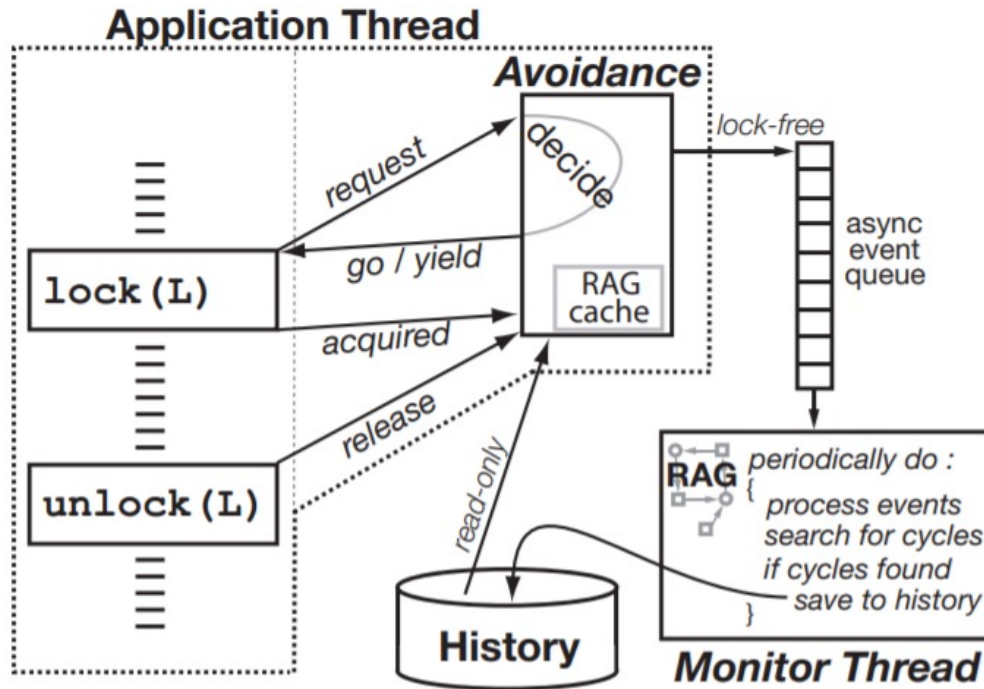 Application Thread
Avoidance
lock-free
request
decide
go / yield
lock(L)
RAG
cache
acquired
async
event
queue
release
unlock(L)
read-only
RAG
periodically do :
{
process events
search for cycles
if cycles found
save to history
}
History
Monitor Thread